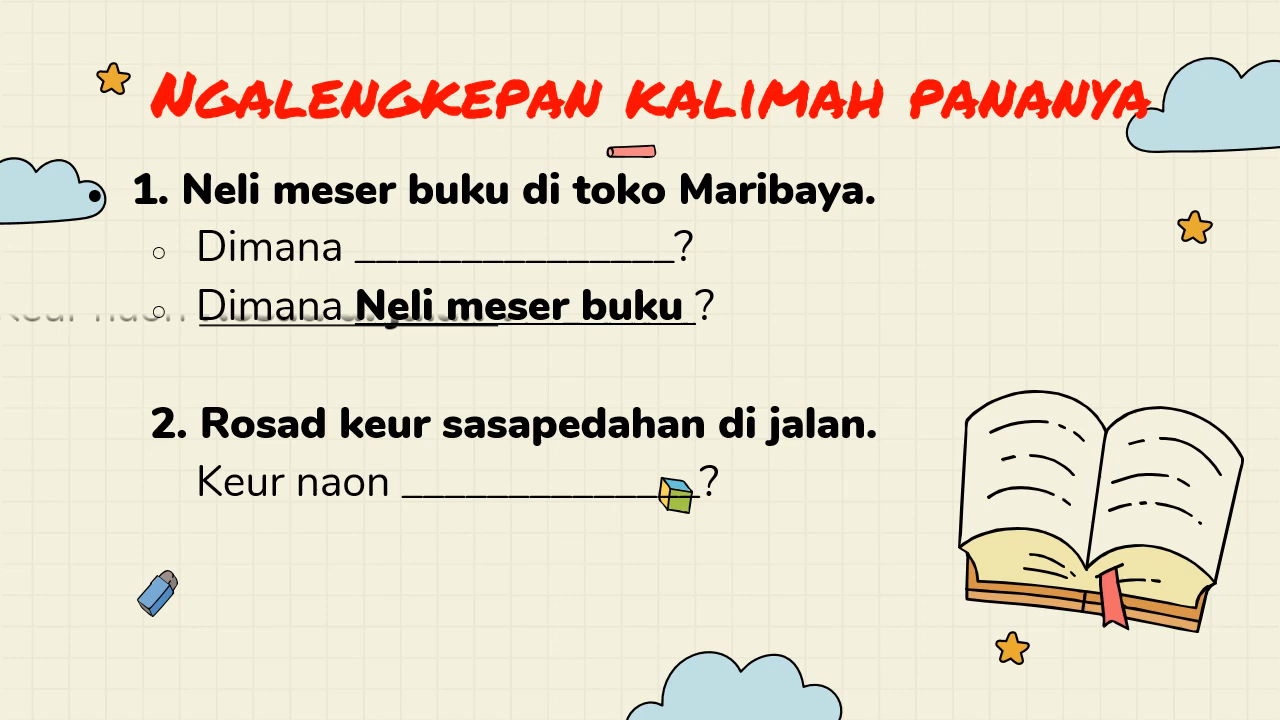 Ngalengkepan kalimah pananya
1. Neli meser buku di toko Maribaya.
Dimana _______________?
Dimana Neli meser buku ?
2. Rosad keur sasapedahan di jalan.
Keur naon ______________?